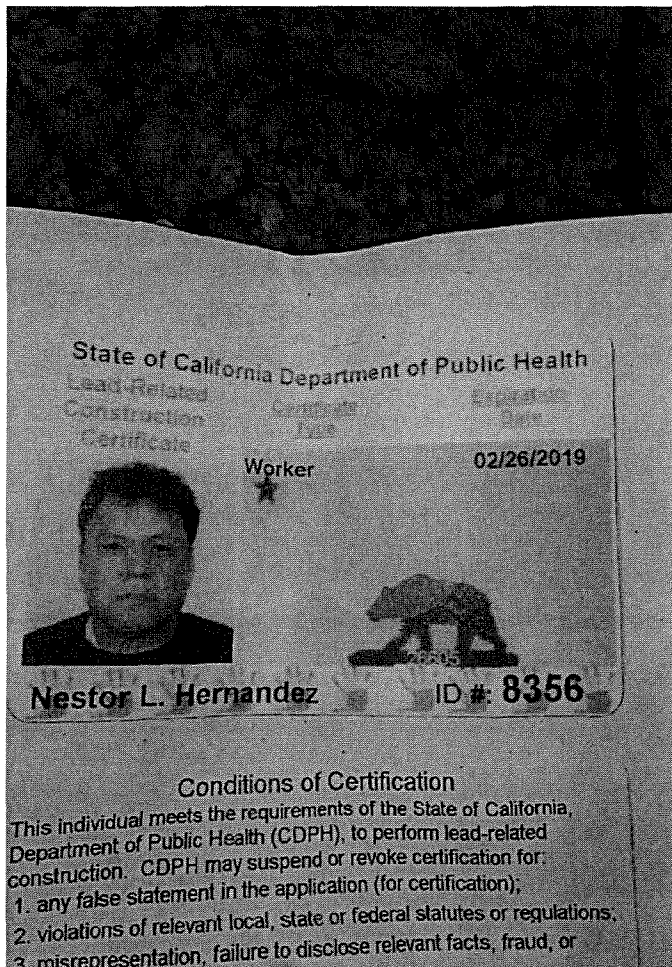 State of California Department of Public Health
Lead-Related
Construction
Certificate
Certificate
Type
Expiration
Date
Worker
02/26/2019
26605
Nestor L. Hernandez
ID #: 8356
Conditions of Certification
This individual meets the requirements of the State of California,
Department of Public Health (CDPH), to perform lead-related
construction. CDPH may suspend or revoke certification for:
1. any false statement in the application (for certification);
2. violations of relevant local, state or federal statutes or regulations;
3. misrepresentation, failure to disclose relevant facts, fraud, or